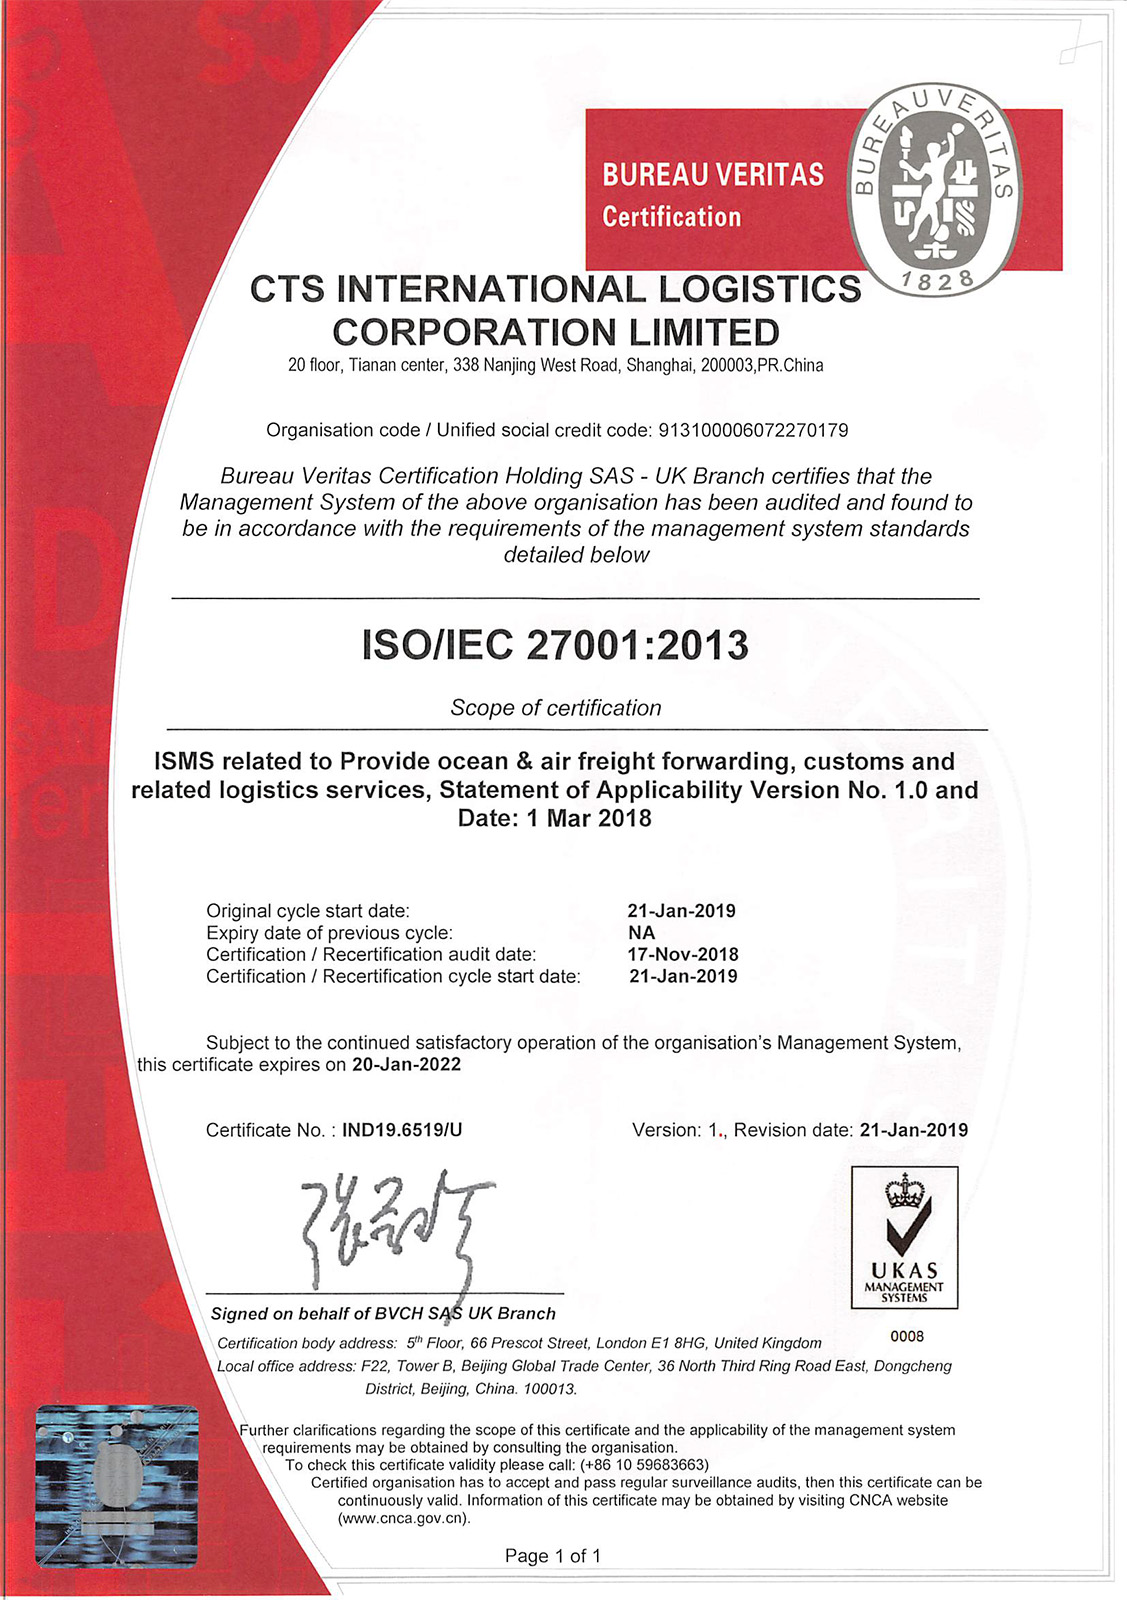 BUREAU VERITAS
Certification
BUREAU VERITAS
1828
CTS INTERNATIONAL LOGISTICS
CORPORATION LIMITED
20 floor, Tianan center, 338 Nanjing West Road, Shanghai, 200003,PR.China
Organisation code / Unified social credit code: 913100006072270179
Bureau Veritas Certification Holding SAS - UK Branch certifies that the
Management System of the above organisation has been audited and found to
be in accordance with the requirements of the management system standards
detailed below
ISO/IEC 27001:2013
Scope of certification
ISMS related to Provide ocean & air freight forwarding, customs and
related logistics services, Statement of Applicability Version No. 1.0 and
Date: 1 Mar 2018
Original cycle start date: 21-Jan-2019
Expiry date of previous cycle: NA
Certification / Recertification audit date: 17-Nov-2018
Certification / Recertification cycle start date: 21-Jan-2019
Subject to the continued satisfactory operation of the organisation's Management System,
this certificate expires on 20-Jan-2022
Certificate No. : IND19.6519/U Version: 1., Revision date: 21-Jan-2019
UKAS
MANAGEMENT
SYSTEMS
0008
Signed on behalf of BVCH SAS UK Branch
Certification body address: 5th Floor, 66 Prescot Street, London E1 8HG, United Kingdom
Local office address: F22, Tower B, Beijing Global Trade Center, 36 North Third Ring Road East, Dongcheng
District, Beijing, China. 100013.
Further clarifications regarding the scope of this certificate and the applicability of the management system
requirements may be obtained by consulting the organisation.
To check this certificate validity please call: (+86 10 59683663)
Certified organisation has to accept and pass regular surveillance audits, then this certificate can be
continuously valid. Information of this certificate may be obtained by visiting CNCA website
(www.cnca.gov.cn).
Page 1 of 1